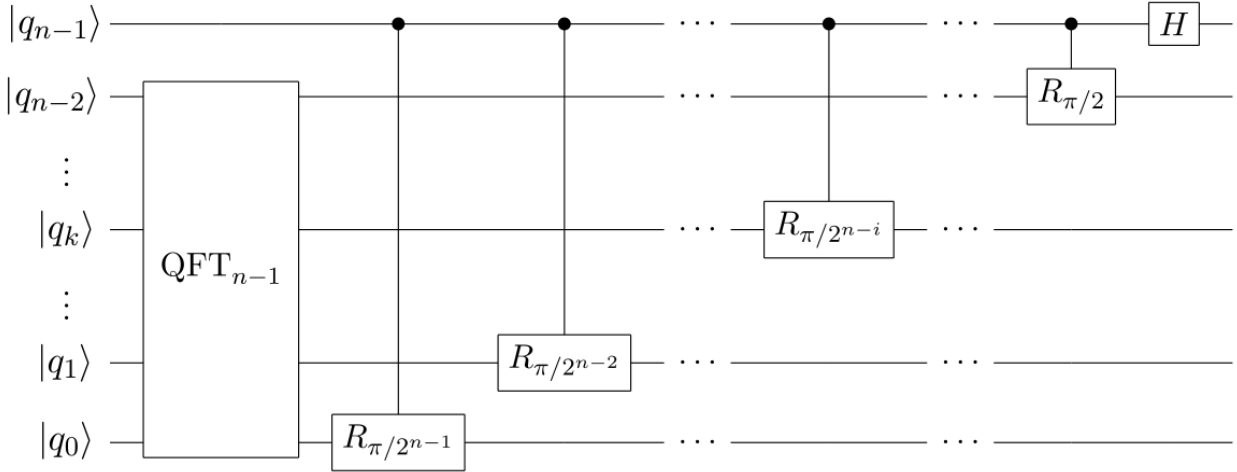 |q_{n-1}⟩ ··· ··· H
|q_{n-2}⟩ ··· ··· R_{π/2}
⋮
|q_k⟩ ··· R_{π/2^{n-i}} ···
QFT_{n-1}
⋮
|q_1⟩ R_{π/2^{n-2}} ··· ···
|q_0⟩ R_{π/2^{n-1}} ··· ···